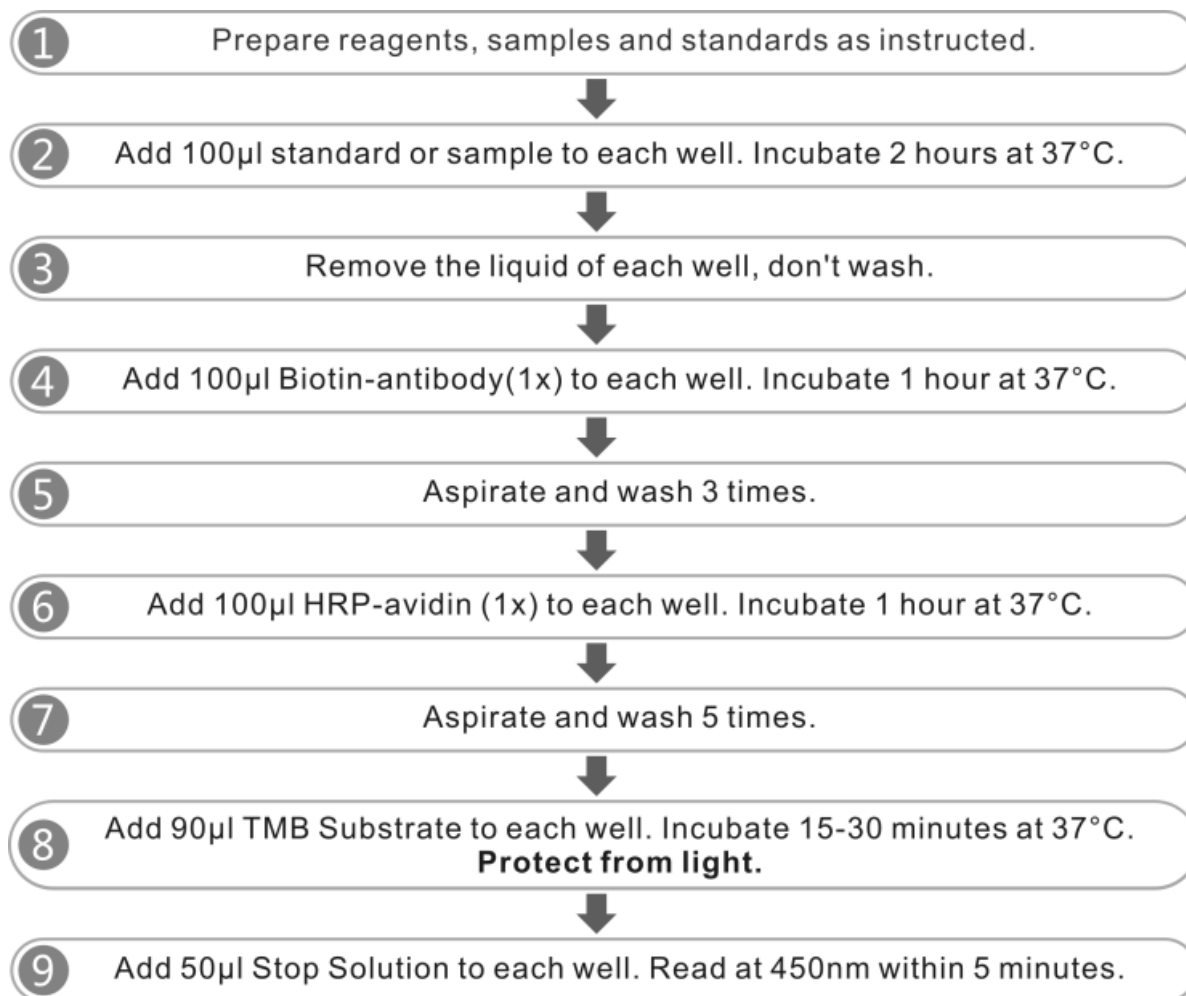 1 Prepare reagents, samples and standards as instructed.
2 Add 100µl standard or sample to each well. Incubate 2 hours at 37°C.
3 Remove the liquid of each well, don't wash.
4 Add 100µl Biotin-antibody(1x) to each well. Incubate 1 hour at 37°C.
5 Aspirate and wash 3 times.
6 Add 100µl HRP-avidin (1x) to each well. Incubate 1 hour at 37°C.
7 Aspirate and wash 5 times.
8 Add 90µl TMB Substrate to each well. Incubate 15-30 minutes at 37°C.
Protect from light.
9 Add 50µl Stop Solution to each well. Read at 450nm within 5 minutes.